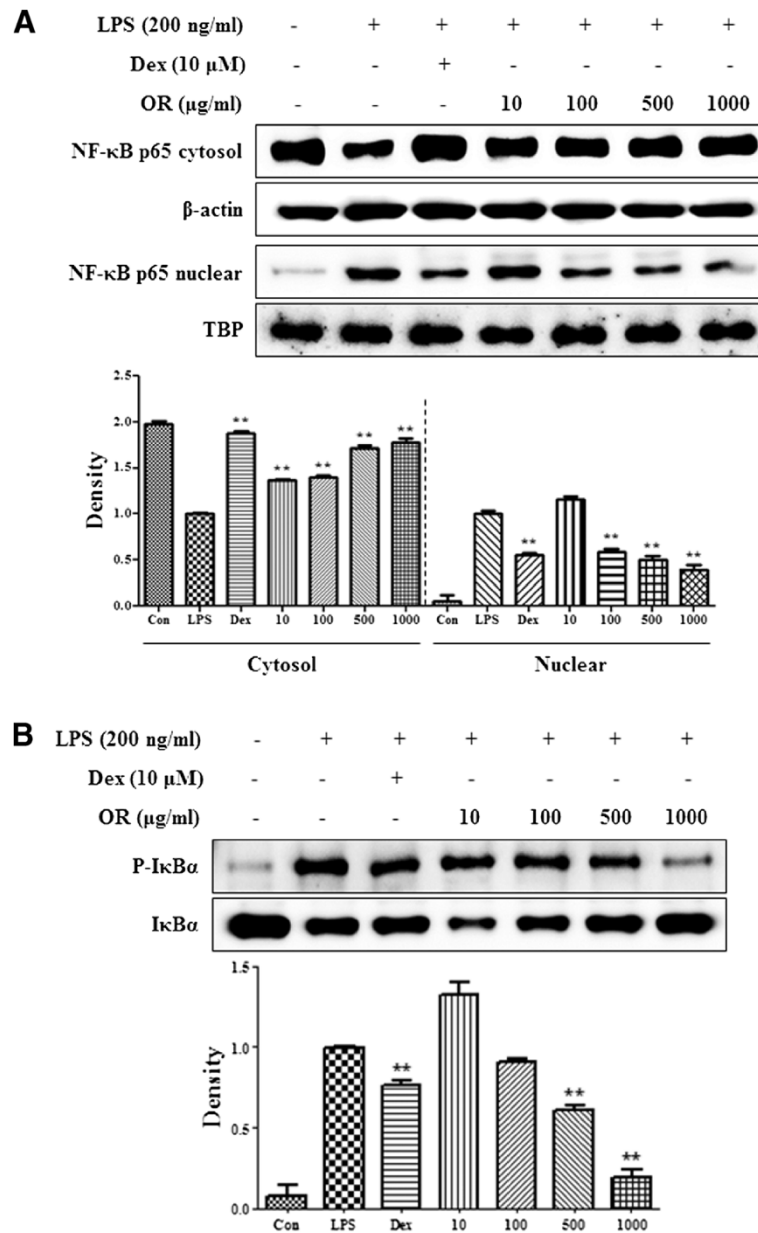 A
LPS (200 ng/ml) - + + + + + +
Dex (10 μM) - - + - - - -
OR (μg/ml) - - - 10 100 500 1000
NF-κB p65 cytosol
β-actin
NF-κB p65 nuclear
TBP
Density
2.5
2.0
1.5
1.0
0.5
0.0
** ** ** ** **
** ** ** **
Con LPS Dex 10 100 500 1000 Con LPS Dex 10 100 500 1000
Cytosol Nuclear
B
LPS (200 ng/ml) - + + + + + +
Dex (10 μM) - - + - - - -
OR (μg/ml) - - - 10 100 500 1000
P-IκBα
IκBα
Density
1.5
1.0
0.5
0.0
** ** **
Con LPS Dex 10 100 500 1000